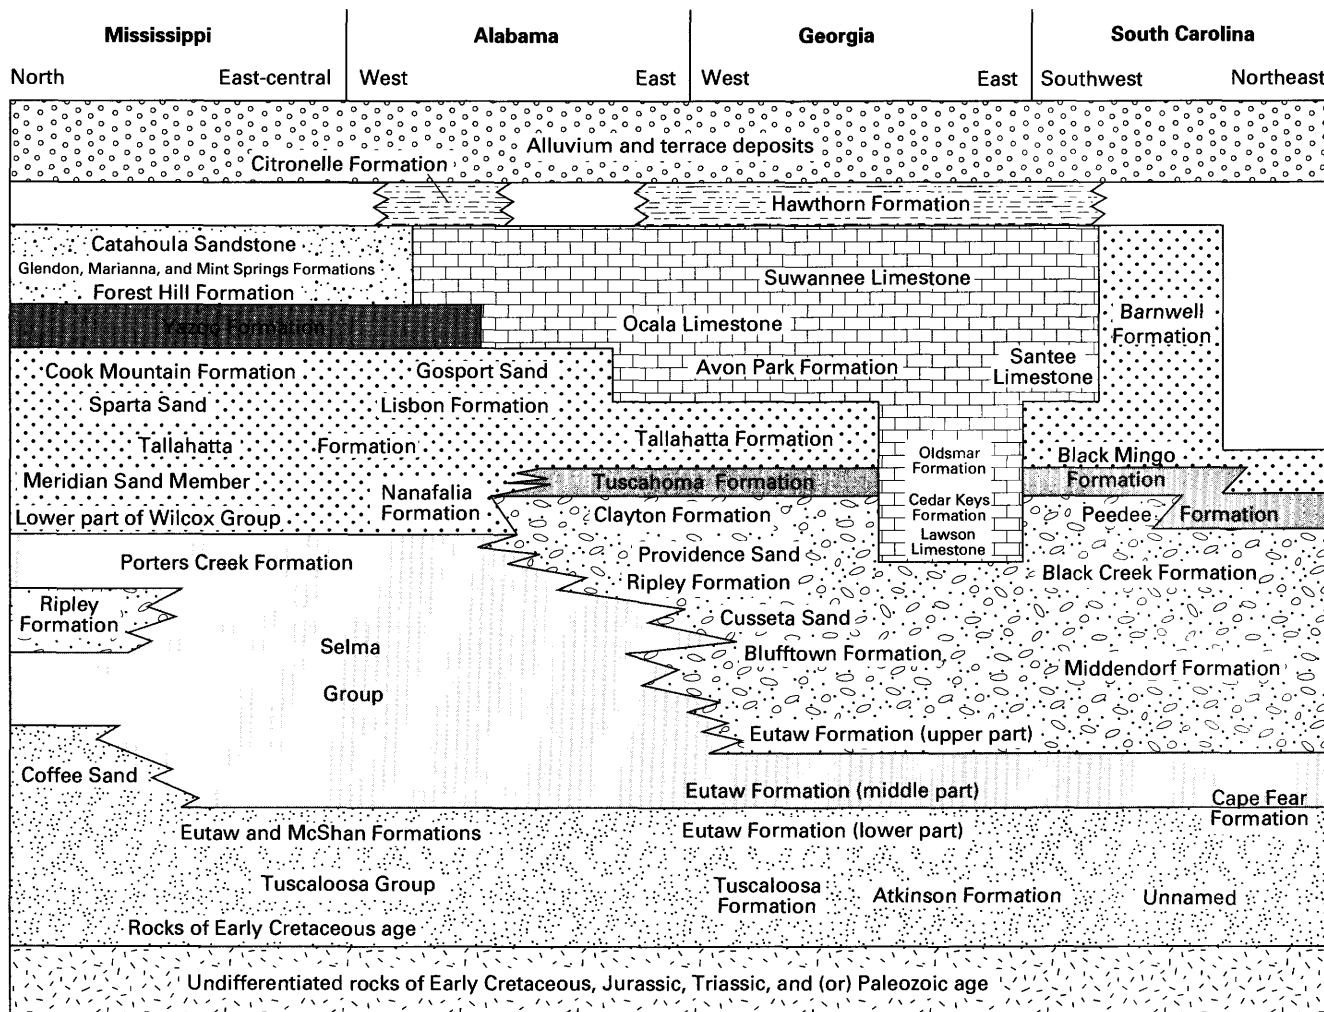 Mississippi Alabama Georgia South Carolina
North East-central West East West East Southwest Northeast
Alluvium and terrace deposits
Citronelle Formation
Hawthorn Formation
Catahoula Sandstone
Glendon, Marianna, and Mint Springs Formations
Forest Hill Formation
Suwannee Limestone
Barnwell
Formation
Yazoo Formation
Ocala Limestone
Cook Mountain Formation
Gosport Sand
Avon Park Formation
Santee
Limestone
Sparta Sand
Lisbon Formation
Tallahatta Formation
Tallahatta Formation
Oldsmar
Formation
Black Mingo
Formation
Meridian Sand Member
Nanafalia
Formation
Tuscahoma Formation
Lower part of Wilcox Group
Clayton Formation
Cedar Keys
Formation
Peedee Formation
Lawson
Limestone
Porters Creek Formation
Providence Sand
Ripley Formation
Black Creek Formation
Ripley
Formation
Cusseta Sand
Selma
Group
Blufftown Formation
Middendorf Formation
Eutaw Formation (upper part)
Coffee Sand
Eutaw Formation (middle part)
Cape Fear
Formation
Eutaw and McShan Formations
Eutaw Formation (lower part)
Tuscaloosa Group
Tuscaloosa
Formation
Atkinson Formation
Unnamed
Rocks of Early Cretaceous age
Undifferentiated rocks of Early Cretaceous, Jurassic, Triassic, and (or) Paleozoic age